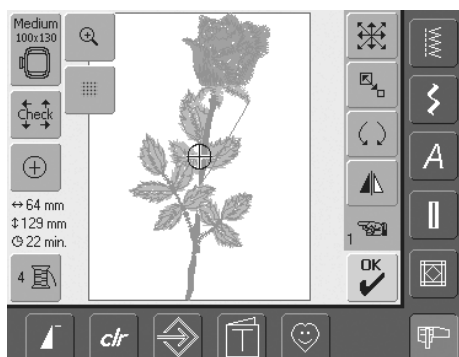 Medium
100x130
Check
64 mm
129 mm
22 min.
4
1
OK
A
clr
T